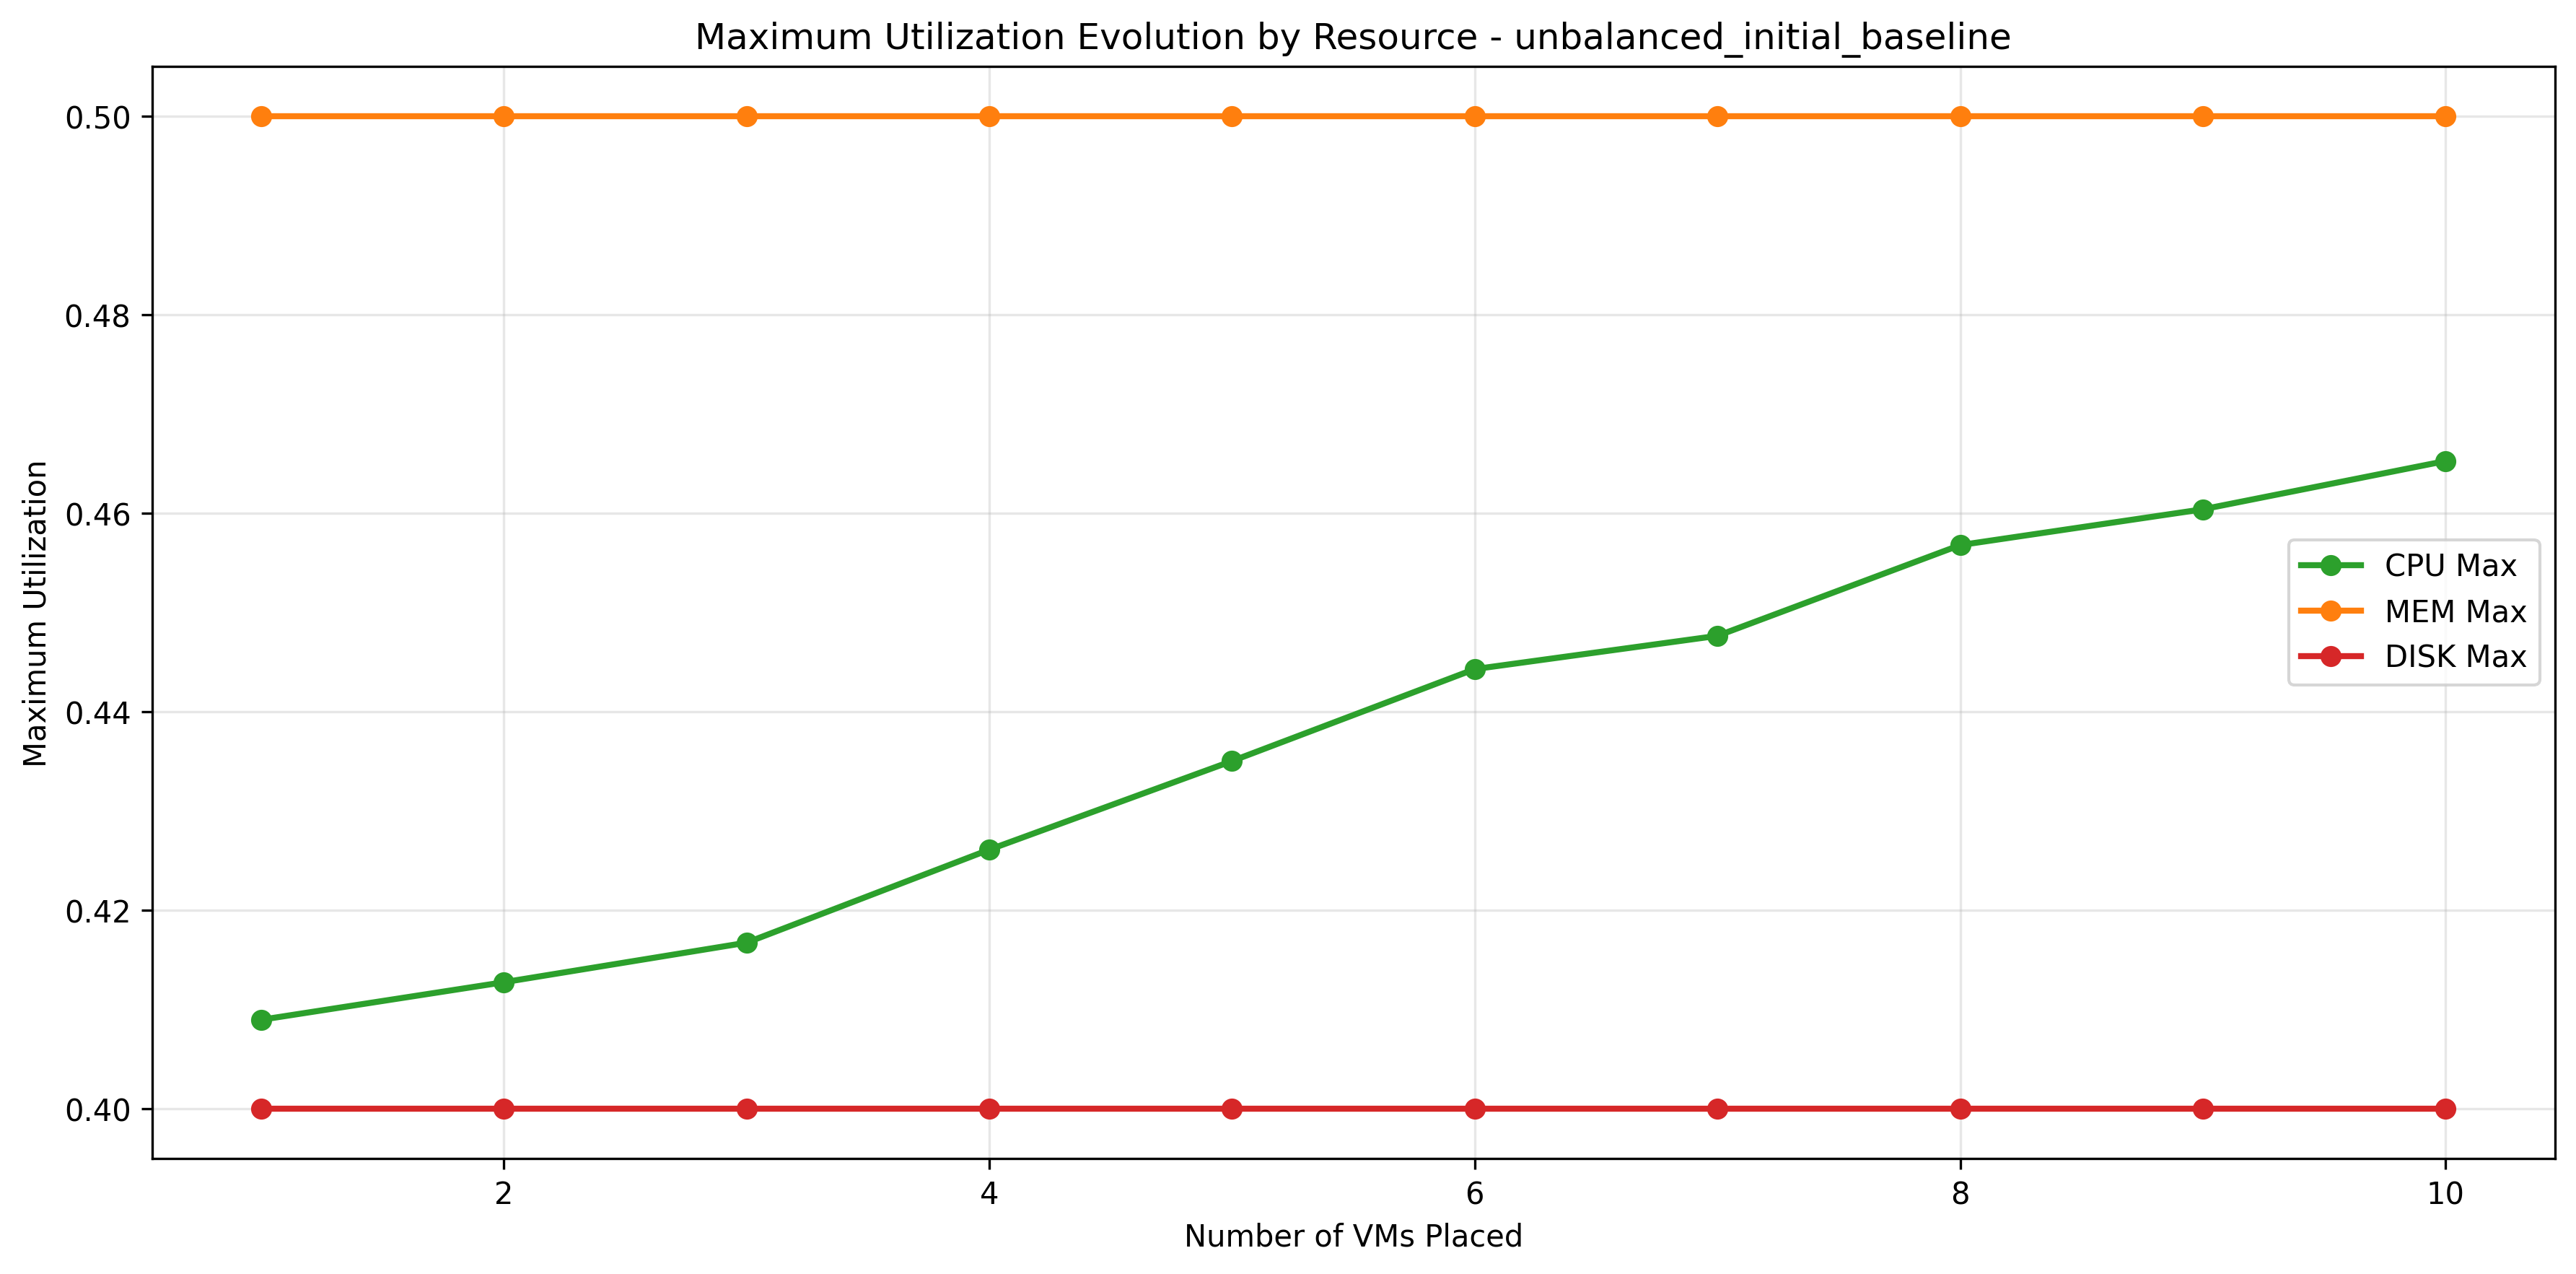 Maximum Utilization Evolution by Resource - unbalanced_initial_baseline
Maximum Utilization
0.50
0.48
0.46
0.44
0.42
0.40
CPU Max
MEM Max
DISK Max
2
4
6
8
10
Number of VMs Placed